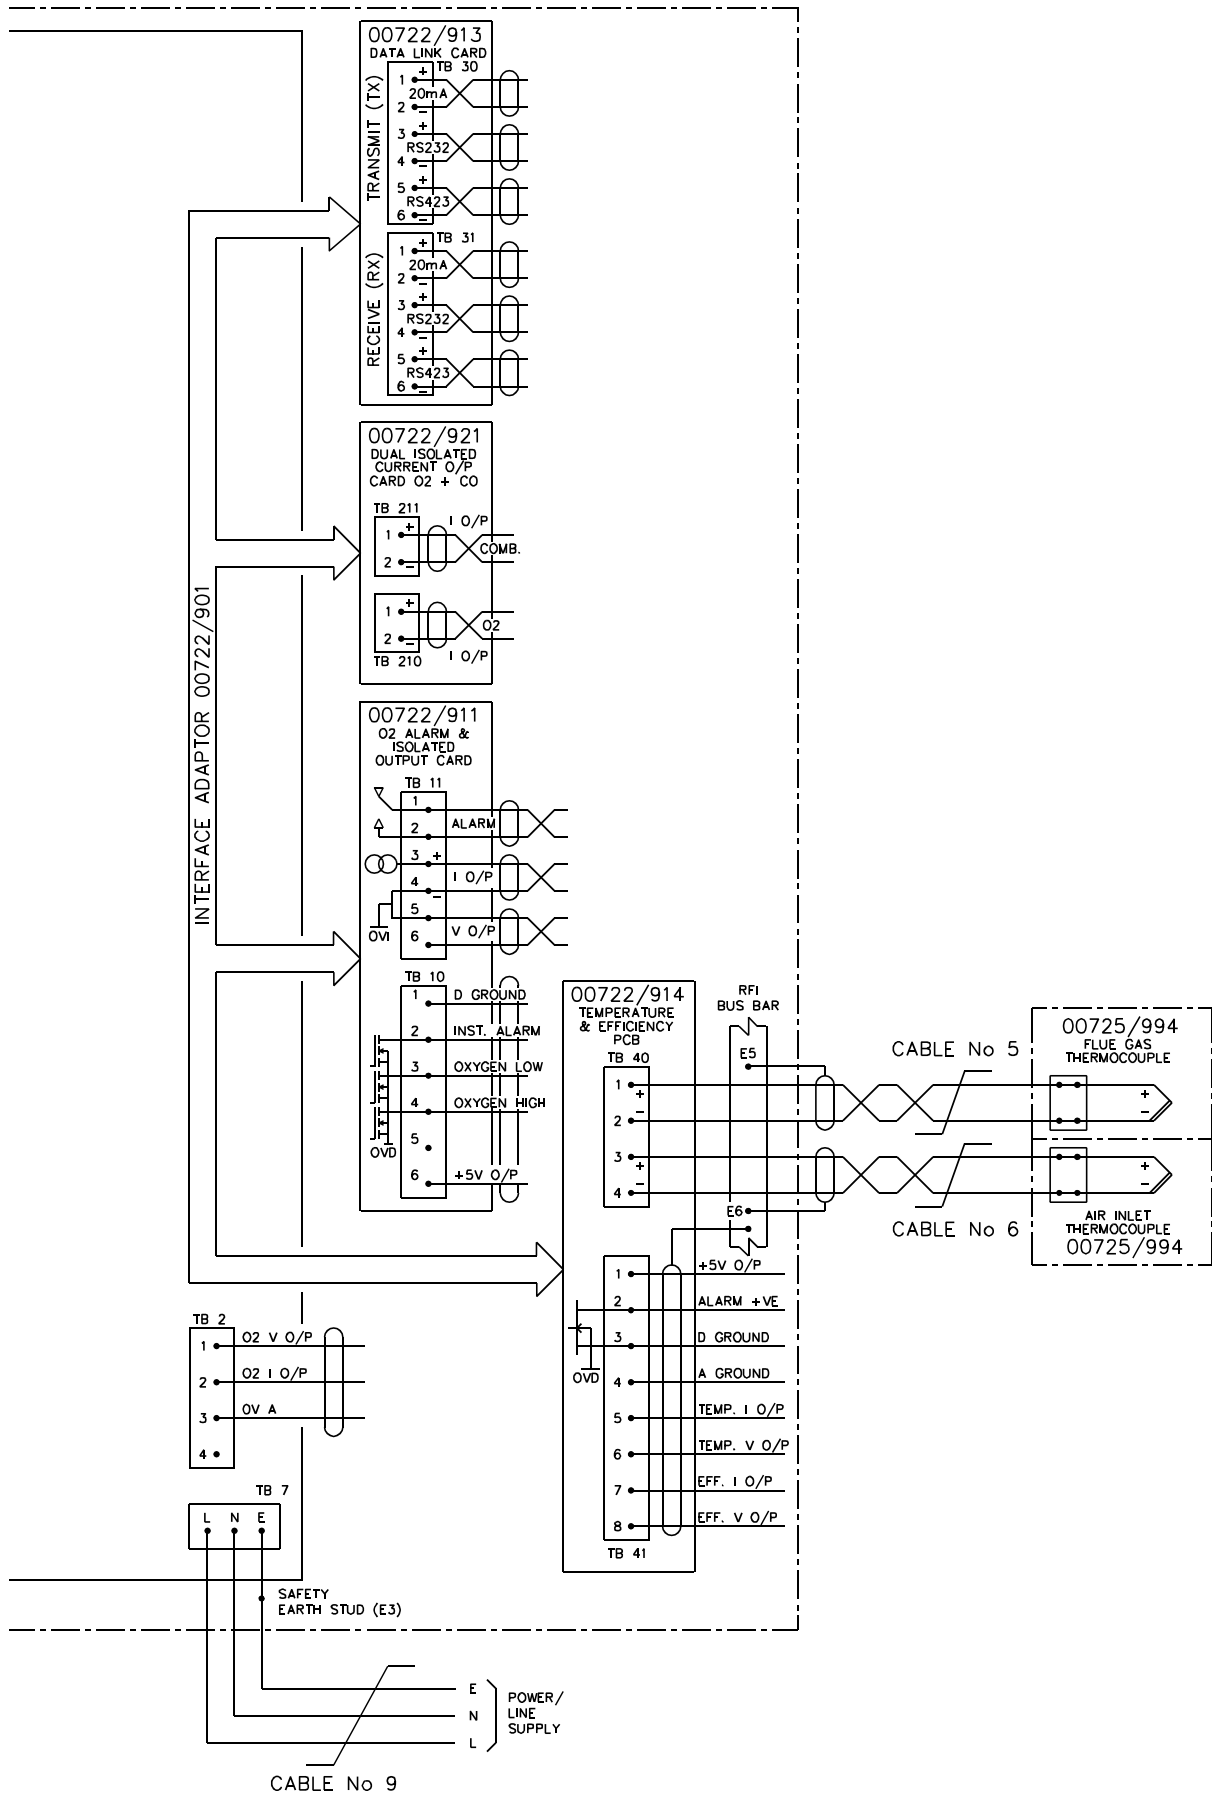 00722/913
DATA LINK CARD
TB 30
TRANSMIT (TX)
1 +
20mA
2 −
3 +
RS232
4 −
5 +
RS423
6 −
TB 31
RECEIVE (RX)
1 +
20mA
2 −
3 +
RS232
4 −
5 +
RS423
6 −
00722/921
DUAL ISOLATED
CURRENT O/P
CARD O2 + CO
TB 211
I O/P
1 +
COMB.
2 −
1 +
O2
2 −
TB 210
I O/P
INTERFACE ADAPTOR 00722/901
00722/911
O2 ALARM &
ISOLATED
OUTPUT CARD
TB 11
1
2 ALARM
3 +
4 − I O/P
5
6 V O/P
OVI
TB 10
1 D GROUND
2 INST. ALARM
3 OXYGEN LOW
4 OXYGEN HIGH
5
OVD
6 +5V O/P
00722/914
TEMPERATURE
& EFFICIENCY
PCB
TB 40
1
+
−
2
3
+
−
4
RFI
BUS BAR
E5
E6
CABLE No 5
CABLE No 6
00725/994
FLUE GAS
THERMOCOUPLE
+
−
+
−
AIR INLET
THERMOCOUPLE
00725/994
1 +5V O/P
2 ALARM +VE
3 D GROUND
OVD
4 A GROUND
5 TEMP. I O/P
6 TEMP. V O/P
7 EFF. I O/P
8 EFF. V O/P
TB 41
TB 2
1 O2 V O/P
2 O2 I O/P
3 OV A
4
TB 7
L N E
SAFETY
EARTH STUD (E3)
E
N
L
POWER/
LINE
SUPPLY
CABLE No 9